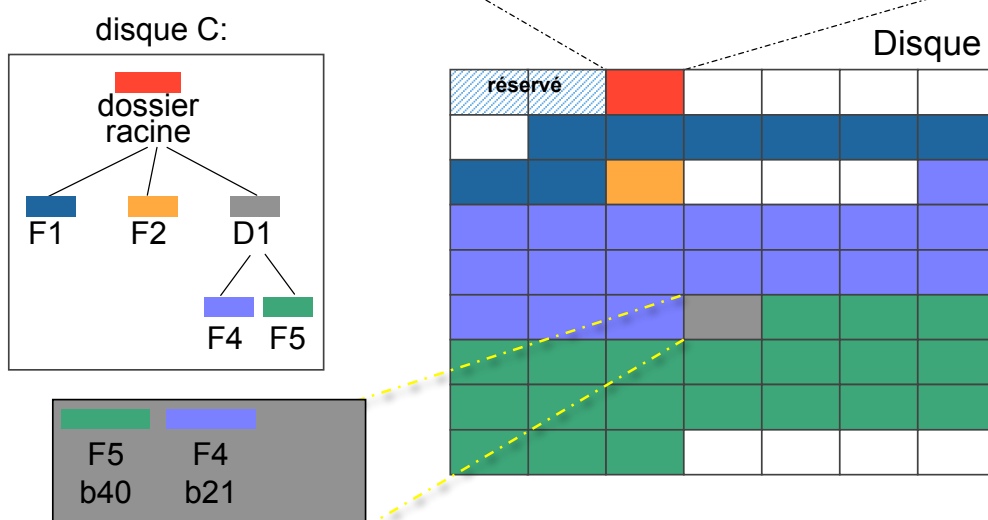 disque C:
Disque
réservé
dossier
racine
F1 F2 D1
F4 F5
F5 F4
b40 b21